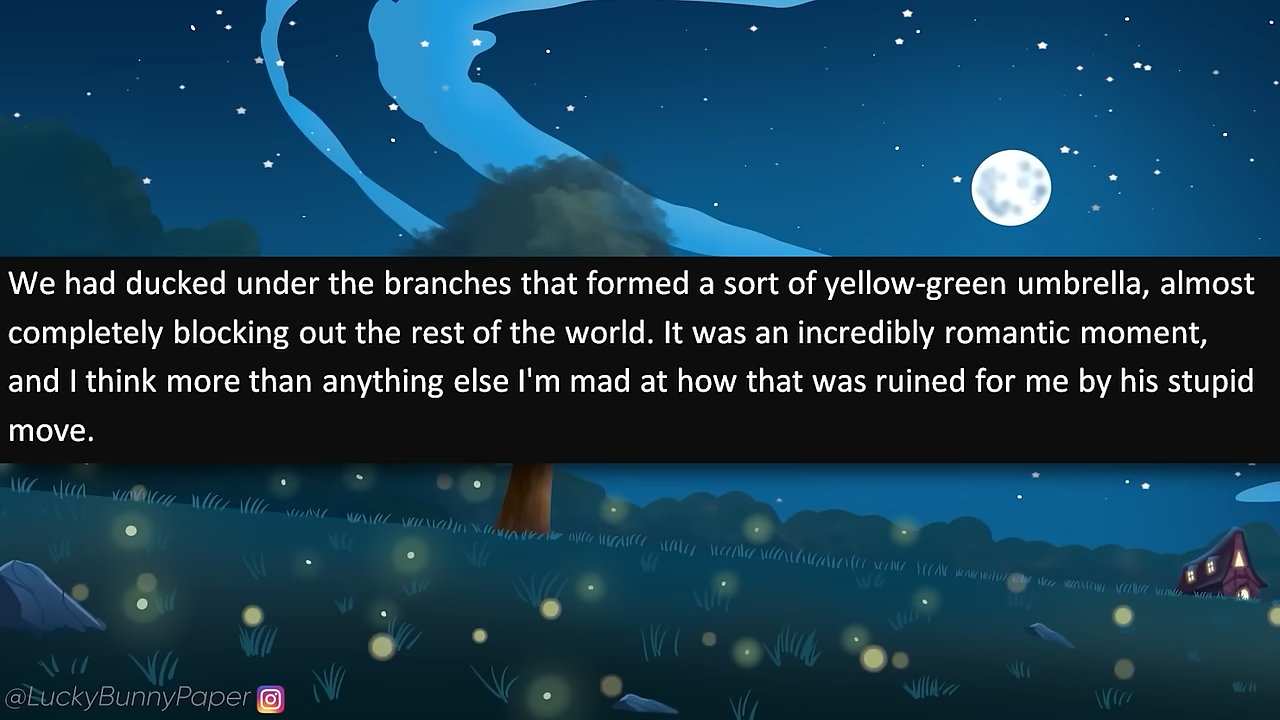 We had ducked under the branches that formed a sort of yellow-green umbrella, almost
completely blocking out the rest of the world. It was an incredibly romantic moment,
and I think more than anything else I'm mad at how that was ruined for me by his stupid
move.
@LuckyBunnyPaper